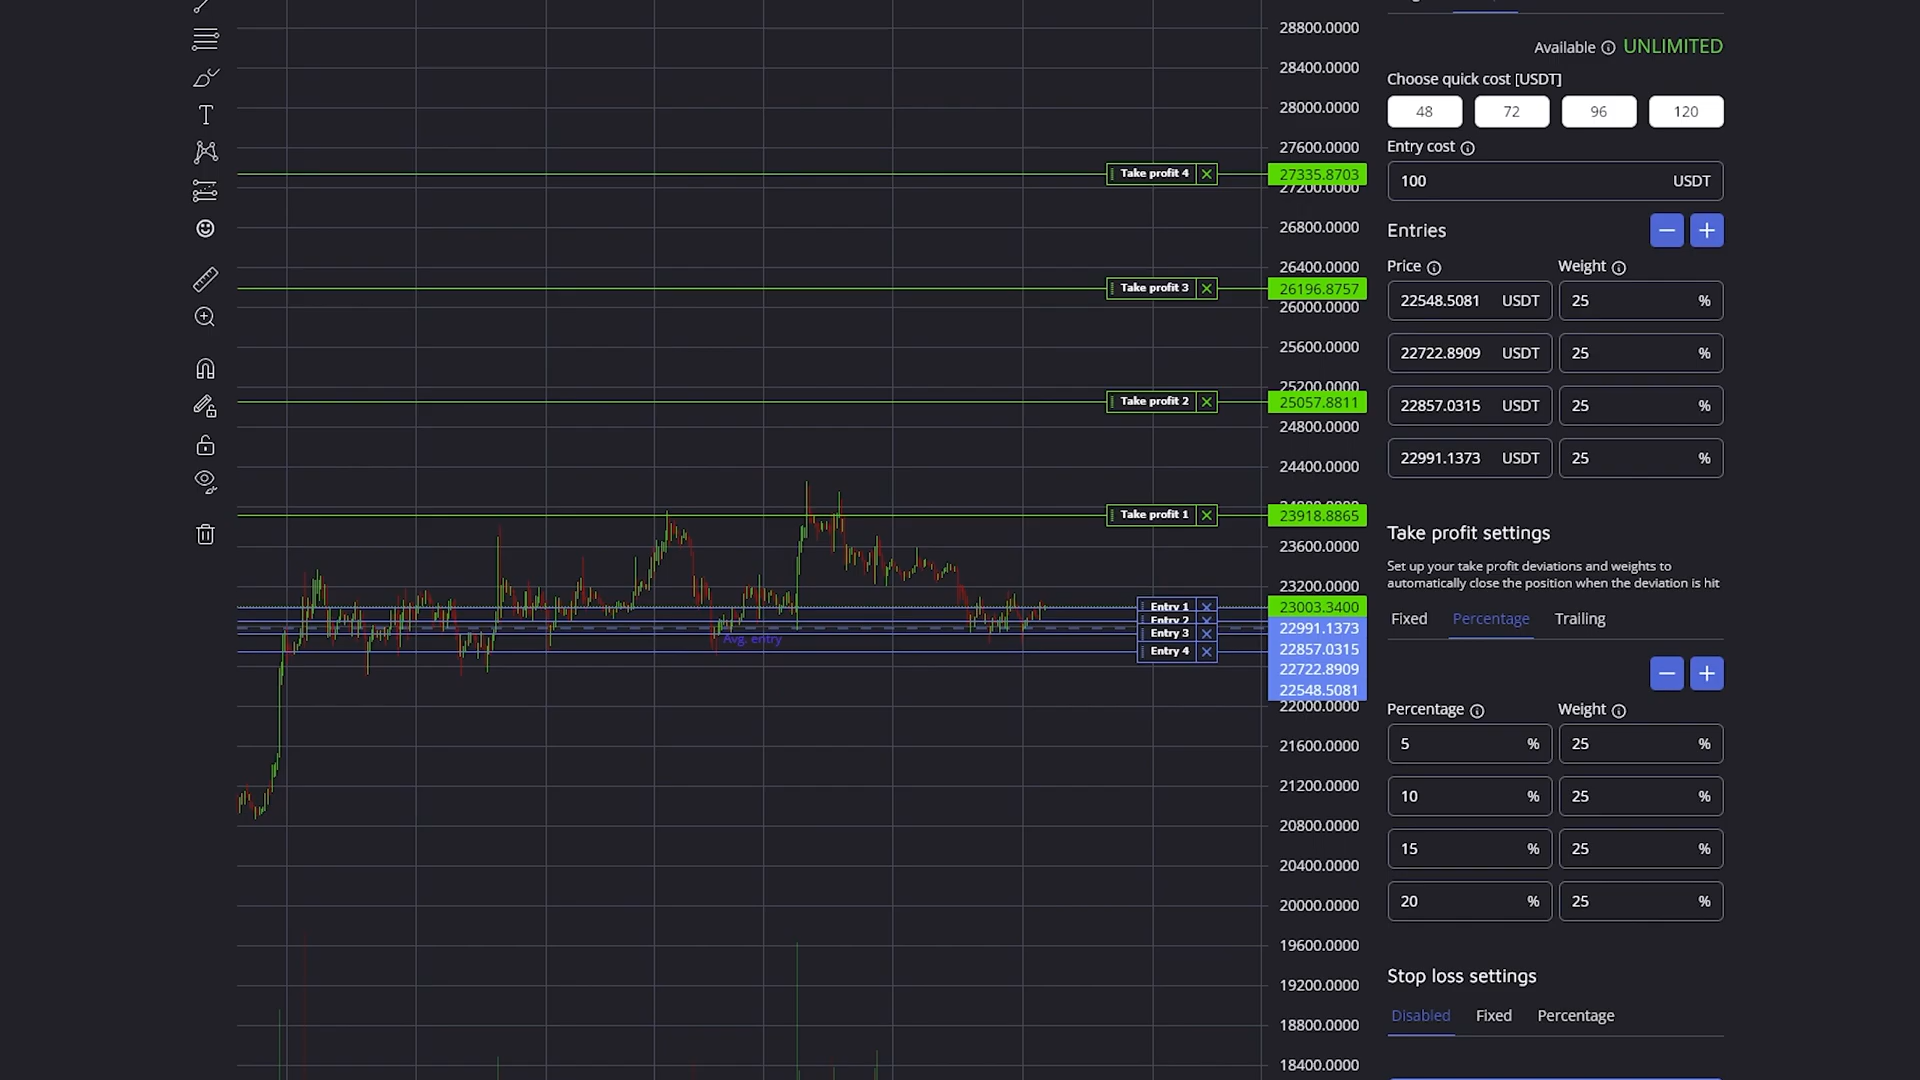 28800.0000
28400.0000
28000.0000
27600.0000
Take profit 4
27335.8703
27200.0000
26800.0000
26400.0000
Take profit 3
26196.8757
26000.0000
25600.0000
25200.0000
Take profit 2
25057.8811
24800.0000
24400.0000
Take profit 1
23918.8865
23600.0000
23200.0000
Entry 1
23003.3400
Entry 2
22991.1373
Entry 3
Avg. entry
22857.0315
Entry 4
22722.8909
22548.5081
22000.0000
21600.0000
21200.0000
20800.0000
20400.0000
20000.0000
19600.0000
19200.0000
18800.0000
18400.0000
Available UNLIMITED
Choose quick cost [USDT]
48 72 96 120
Entry cost
100 USDT
Entries
Price Weight
22548.5081 USDT 25 %
22722.8909 USDT 25 %
22857.0315 USDT 25 %
22991.1373 USDT 25 %
Take profit settings
Set up your take profit deviations and weights to
automatically close the position when the deviation is hit
Fixed Percentage Trailing
Percentage Weight
5 % 25 %
10 % 25 %
15 % 25 %
20 % 25 %
Stop loss settings
Disabled Fixed Percentage